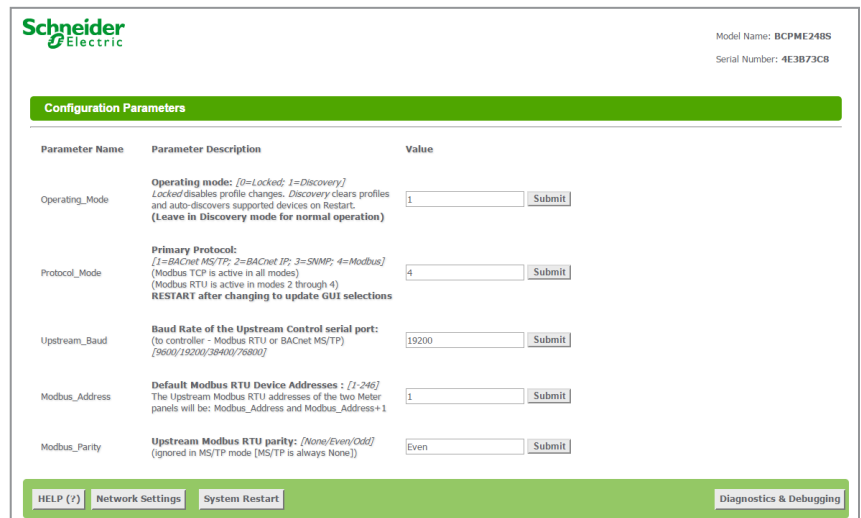 Schneider
Electric
Model Name: BCPME248S
Serial Number: 4E3B73C8
Configuration Parameters
Parameter Name Parameter Description Value
Operating_Mode
Operating mode: [0=Locked; 1=Discovery]
Locked disables profile changes. Discovery clears profiles
and auto-discovers supported devices on Restart.
(Leave in Discovery mode for normal operation)
1 Submit
Protocol_Mode
Primary Protocol:
[1=BACnet MS/TP; 2=BACnet IP; 3=SNMP; 4=Modbus]
(Modbus TCP is active in all modes)
(Modbus RTU is active in modes 2 through 4)
RESTART after changing to update GUI selections
4 Submit
Upstream_Baud
Baud Rate of the Upstream Control serial port:
(to controller - Modbus RTU or BACnet MS/TP)
[9600/19200/38400/76800]
19200 Submit
Modbus_Address
Default Modbus RTU Device Addresses : [1-246]
The Upstream Modbus RTU addresses of the two Meter
panels will be: Modbus_Address and Modbus_Address+1
1 Submit
Modbus_Parity
Upstream Modbus RTU parity: [None/Even/Odd]
(ignored in MS/TP mode [MS/TP is always None])
Even Submit
HELP (?) Network Settings System Restart Diagnostics & Debugging